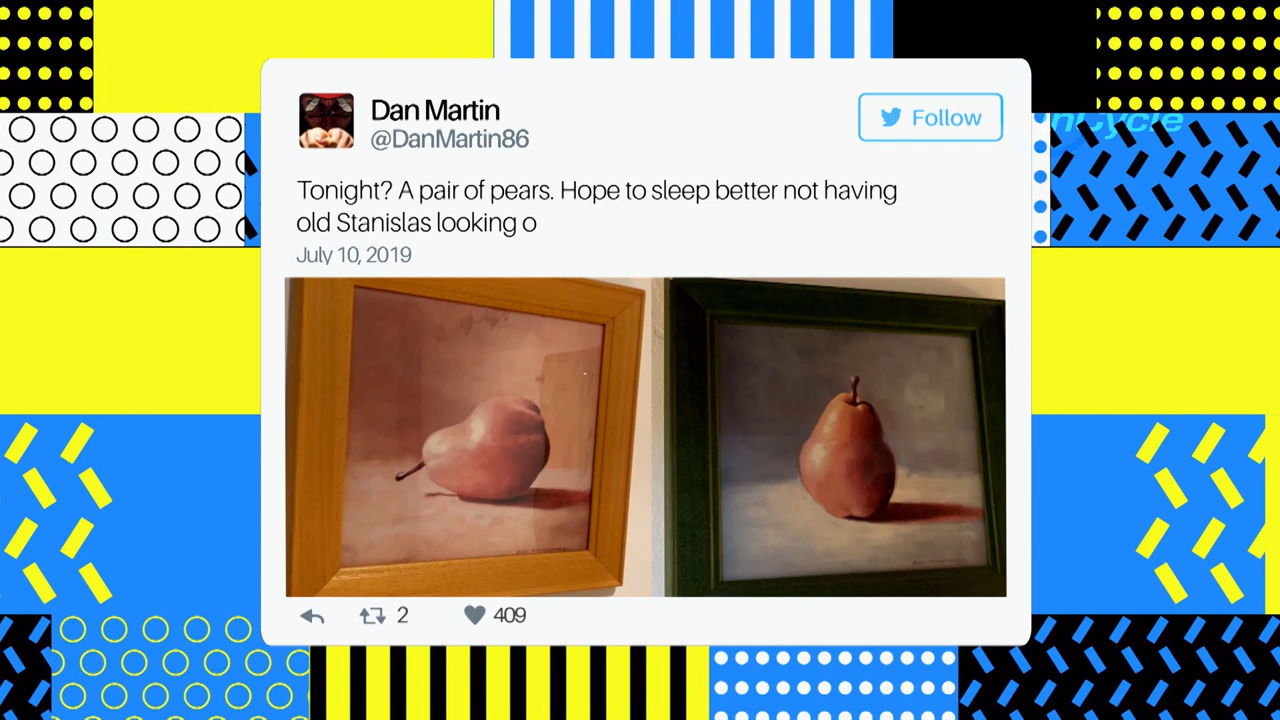 Dan Martin
@DanMartin86
Follow
Tonight? A pair of pears. Hope to sleep better not having
old Stanislas looking o
July 10, 2019
2
409